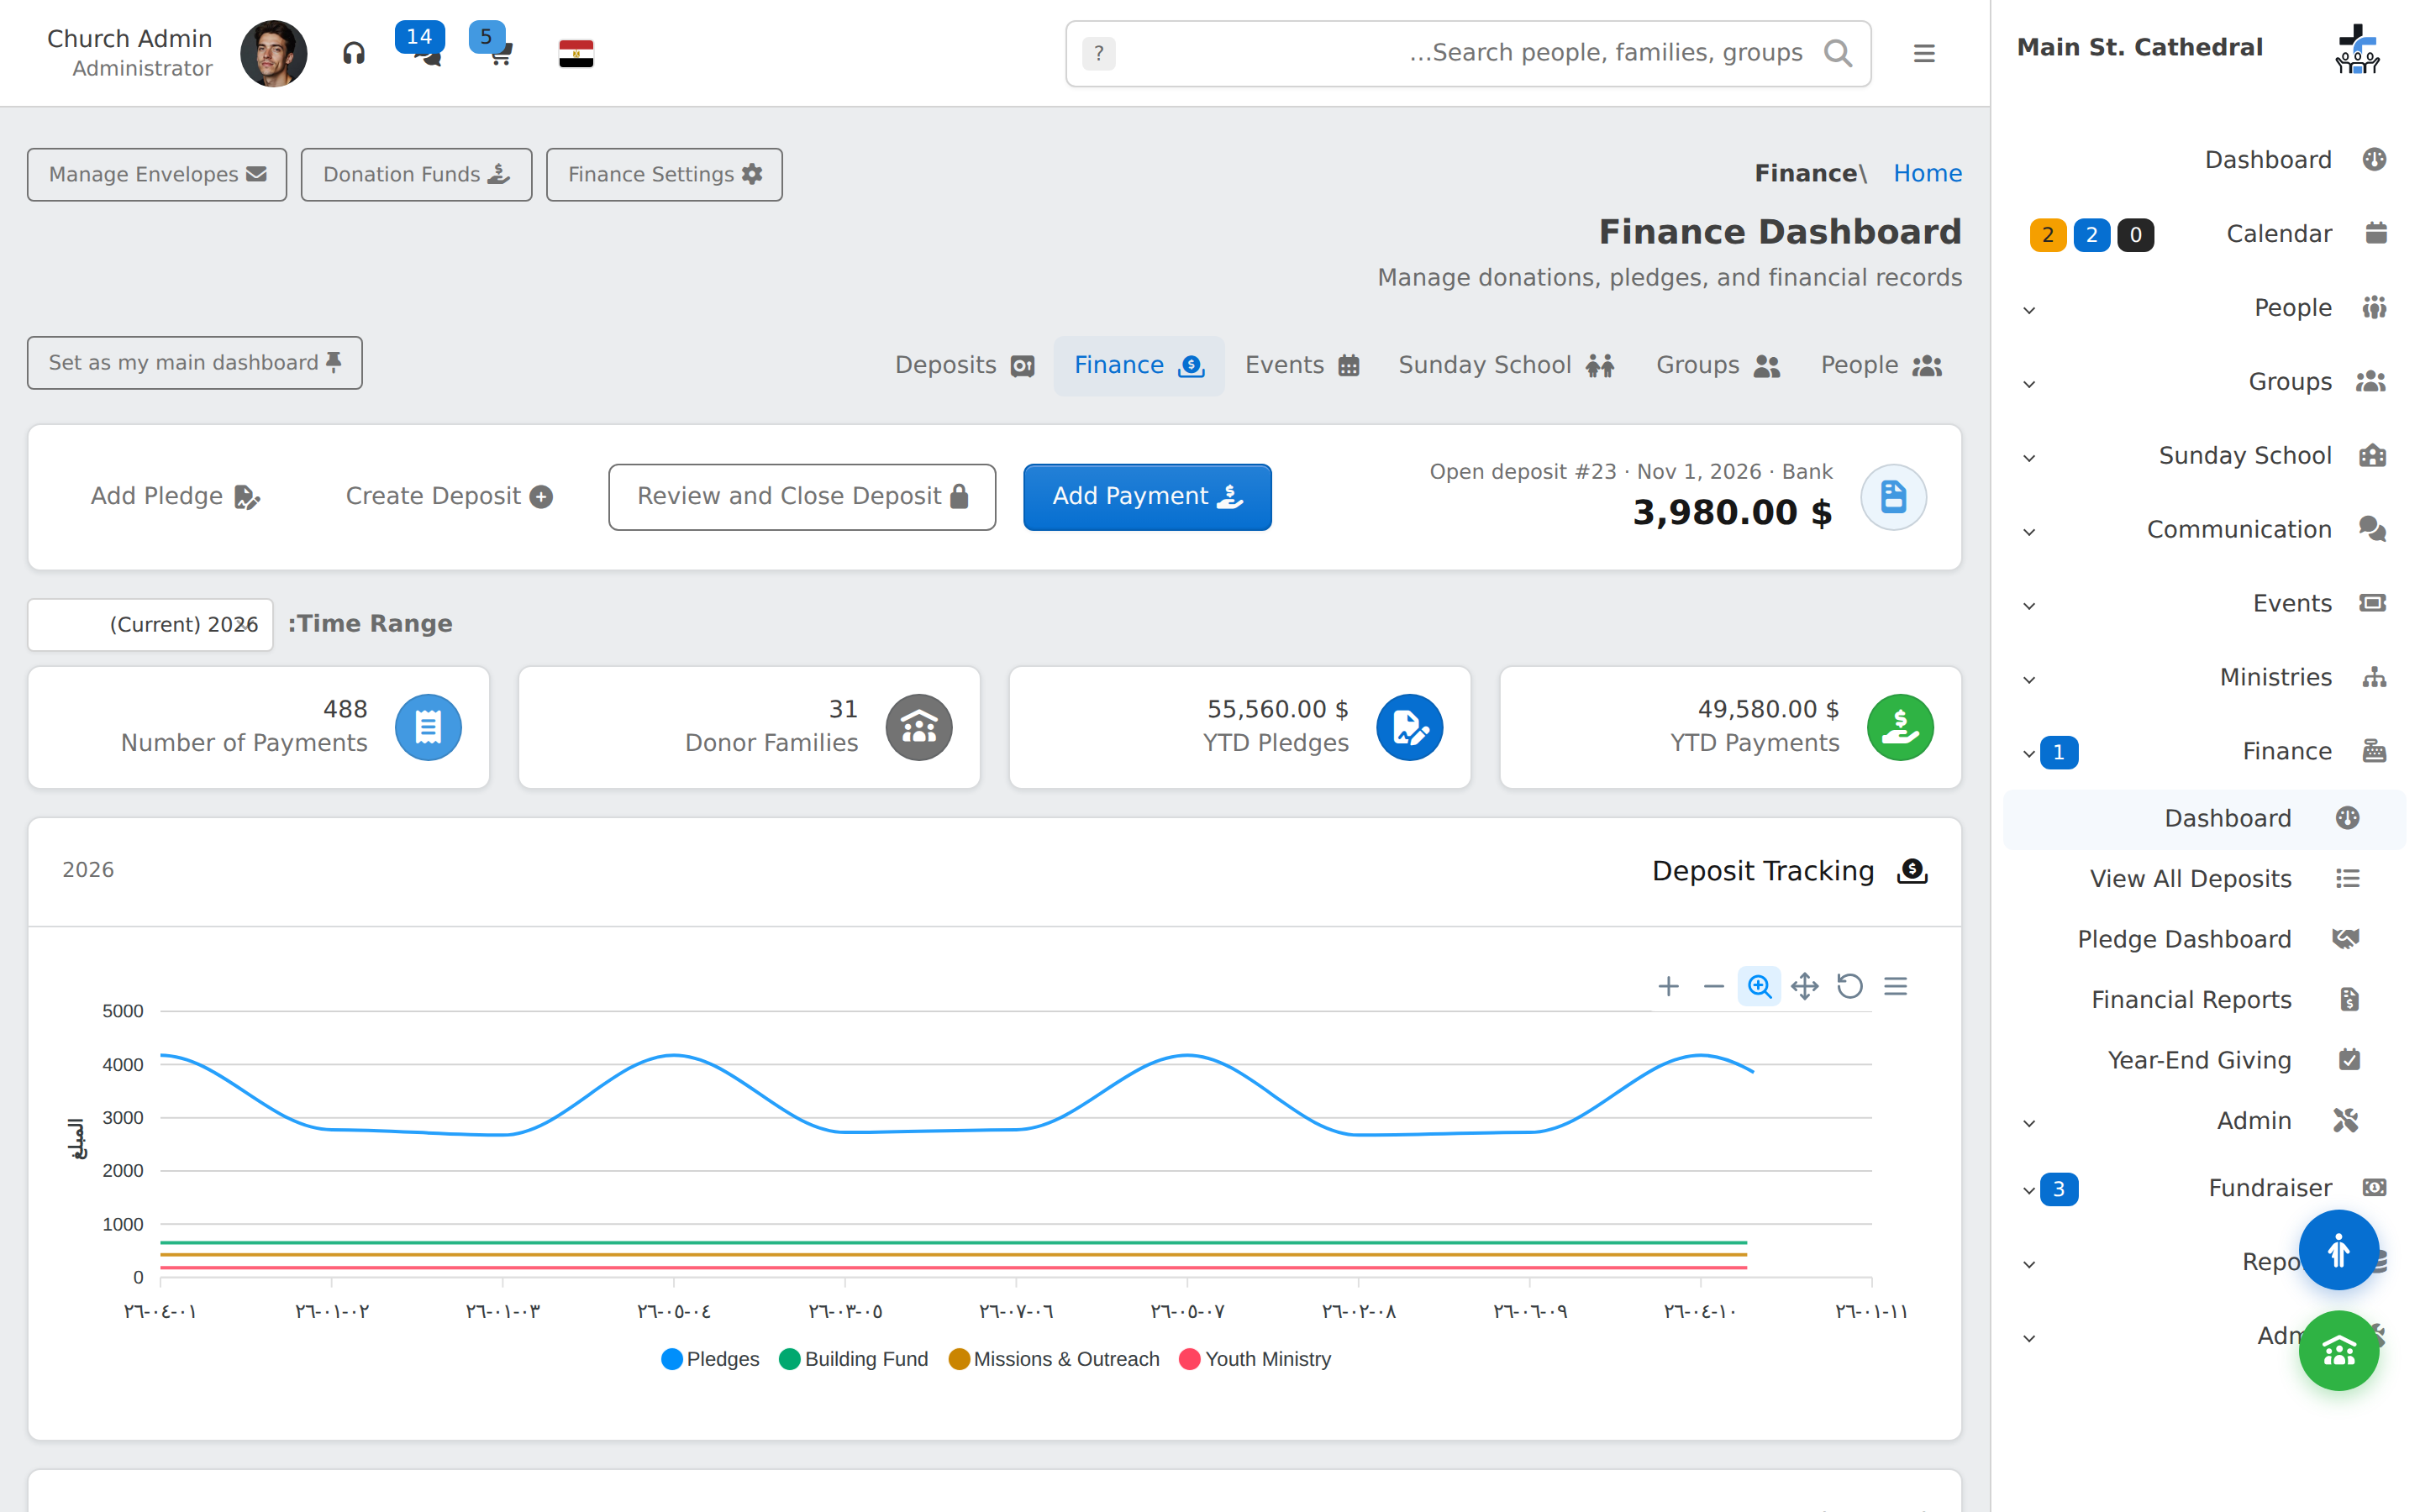 Main St. Cathedral
Search people, families, groups...
?
5
14
Church Admin
Administrator
Dashboard
Calendar
0
2
2
People
Groups
Sunday School
Communication
Events
Ministries
Finance
1
Dashboard
View All Deposits
Pledge Dashboard
Financial Reports
Year-End Giving
Admin
Fundraiser
3
Home
\Finance
Finance Settings
Donation Funds
Manage Envelopes
Finance Dashboard
Manage donations, pledges, and financial records
People
Groups
Sunday School
Events
Finance
Deposits
Set as my main dashboard
Open deposit #23 · Nov 1, 2026 · Bank
3,980.00 $
Add Payment
Review and Close Deposit
Create Deposit
Add Pledge
:Time Range
(Current) 2026
49,580.00 $
YTD Payments
55,560.00 $
YTD Pledges
31
Donor Families
488
Number of Payments
Deposit Tracking
2026
5000
4000
3000
2000
1000
0
المبلغ
٢٦-٠٤-٠١
٢٦-٠١-٠٢
٢٦-٠١-٠٣
٢٦-٠٥-٠٤
٢٦-٠٣-٠٥
٢٦-٠٧-٠٦
٢٦-٠٥-٠٧
٢٦-٠٢-٠٨
٢٦-٠٦-٠٩
٢٦-٠٤-١٠
٢٦-٠١-١١
Pledges
Building Fund
Missions & Outreach
Youth Ministry